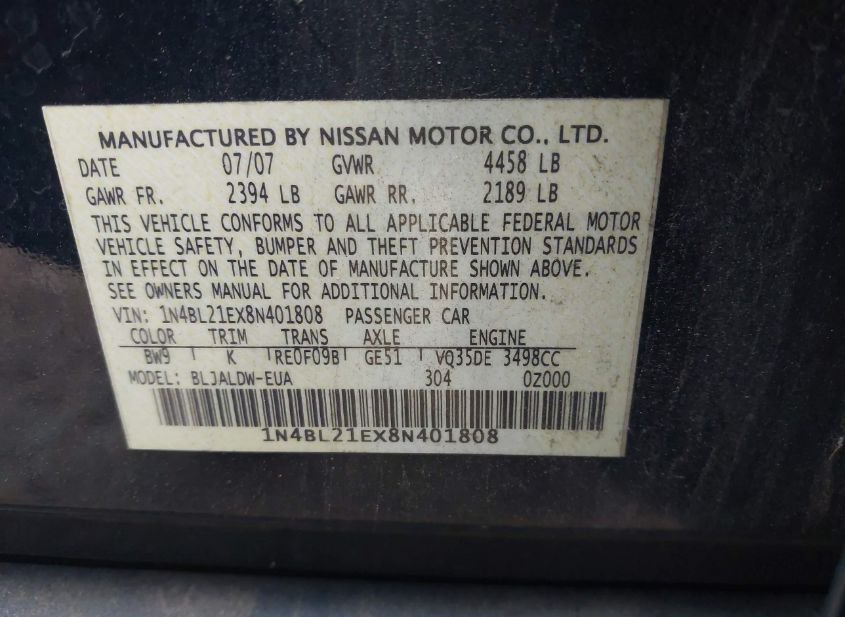 MANUFACTURED BY NISSAN MOTOR CO., LTD.
DATE 07/07 GVWR 4458 LB
GAWR FR. 2394 LB GAWR RR. 2189 LB
THIS VEHICLE CONFORMS TO ALL APPLICABLE FEDERAL MOTOR
VEHICLE SAFETY, BUMPER AND THEFT PREVENTION STANDARDS
IN EFFECT ON THE DATE OF MANUFACTURE SHOWN ABOVE.
SEE OWNERS MANUAL FOR ADDITIONAL INFORMATION.
VIN: 1N4BL21EX8N401808 PASSENGER CAR
COLOR TRIM TRANS AXLE ENGINE
BW9 K RE0F09B GE51 VQ35DE 3498CC
MODEL: BLJALDW-EUA 304 0Z000
1N4BL21EX8N401808